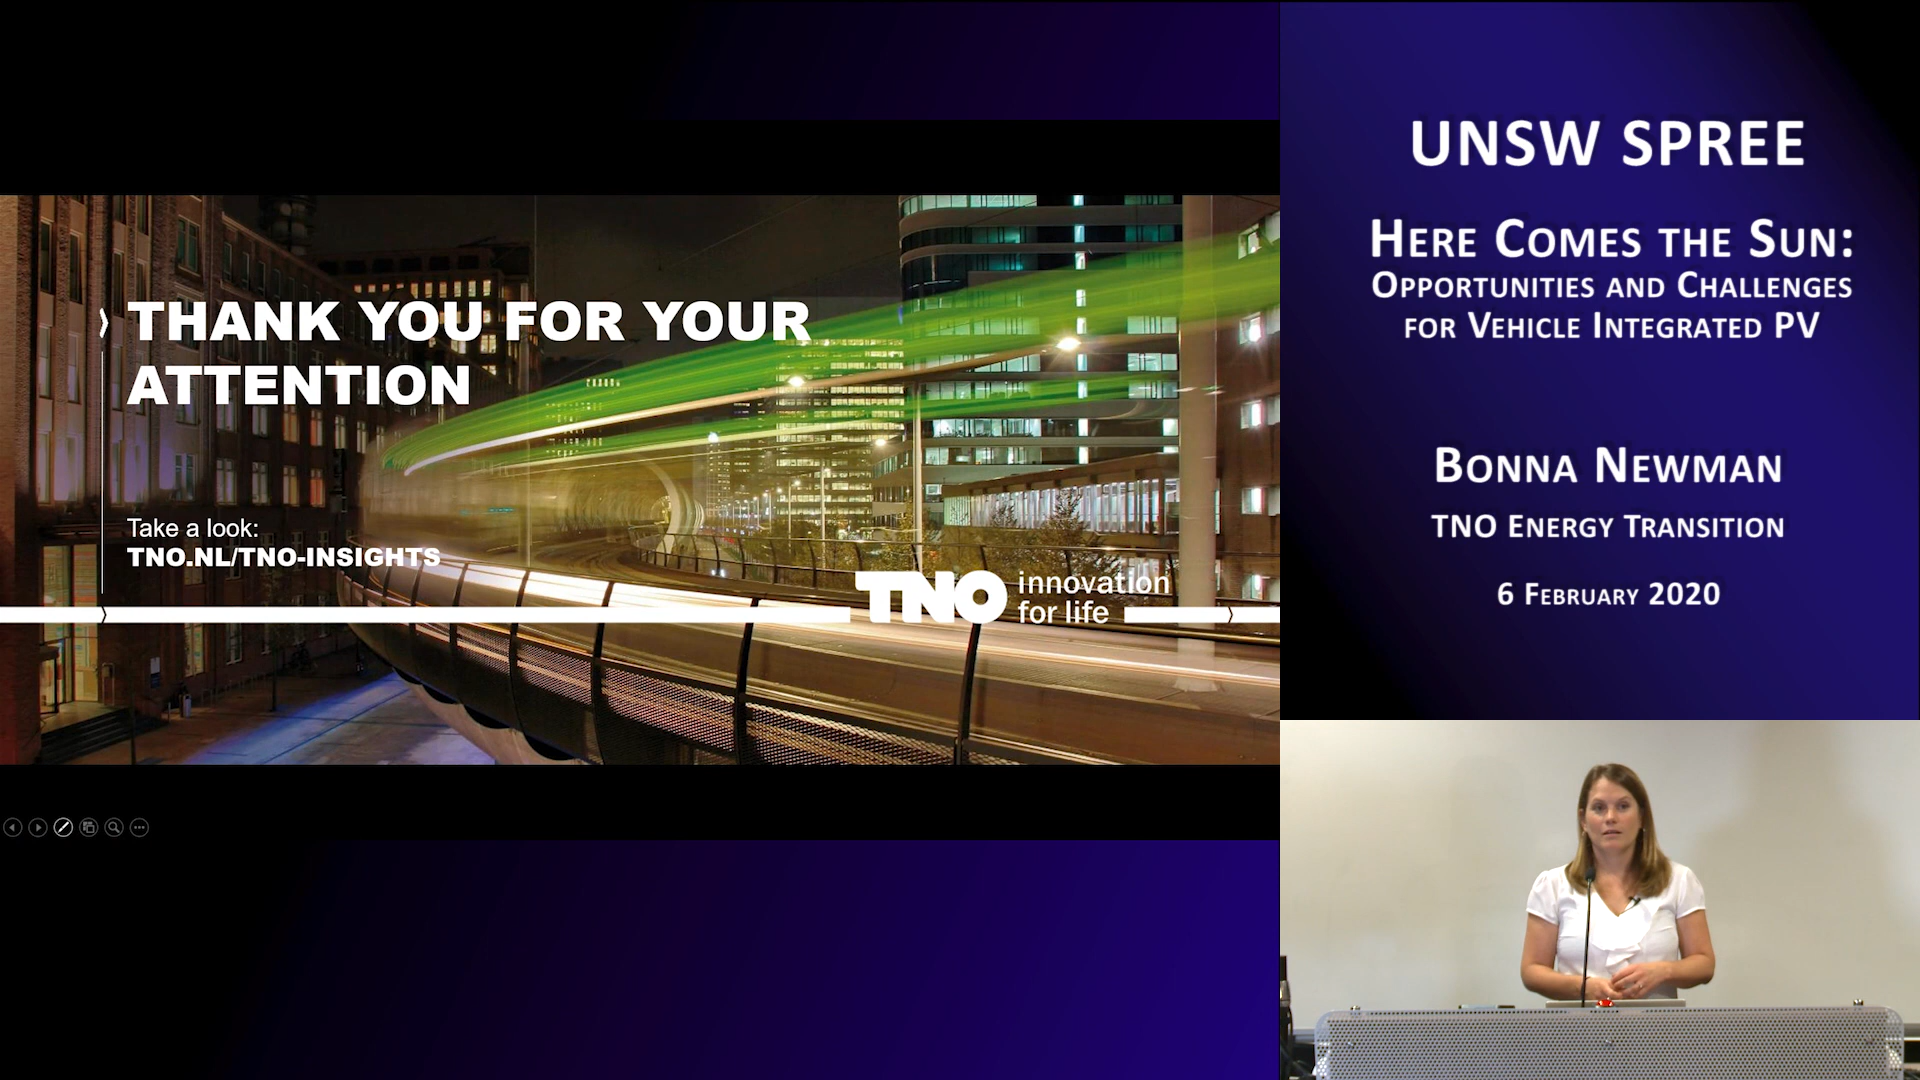 THANK YOU FOR YOUR
ATTENTION
Take a look:
TNO.NL/TNO-INSIGHTS
TNO innovation
for life
UNSW SPREE
HERE COMES THE SUN:
OPPORTUNITIES AND CHALLENGES
FOR VEHICLE INTEGRATED PV
BONNA NEWMAN
TNO ENERGY TRANSITION
6 FEBRUARY 2020